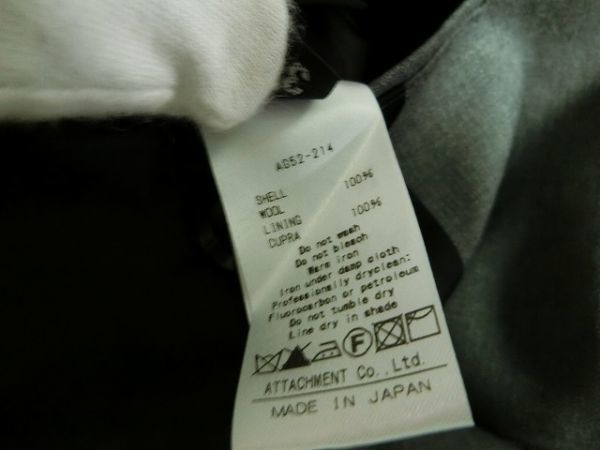 AG52-214
SHELL
WOOL 100%
LINING
CUPRA 100%
Do not wash
Do not bleach
Warm iron
Iron under damp cloth
Professionally dryclean:
Fluorocarbon or petroleum
Do not tumble dry
Line dry in shade
F
ATTACHMENT Co.,Ltd.
MADE IN JAPAN